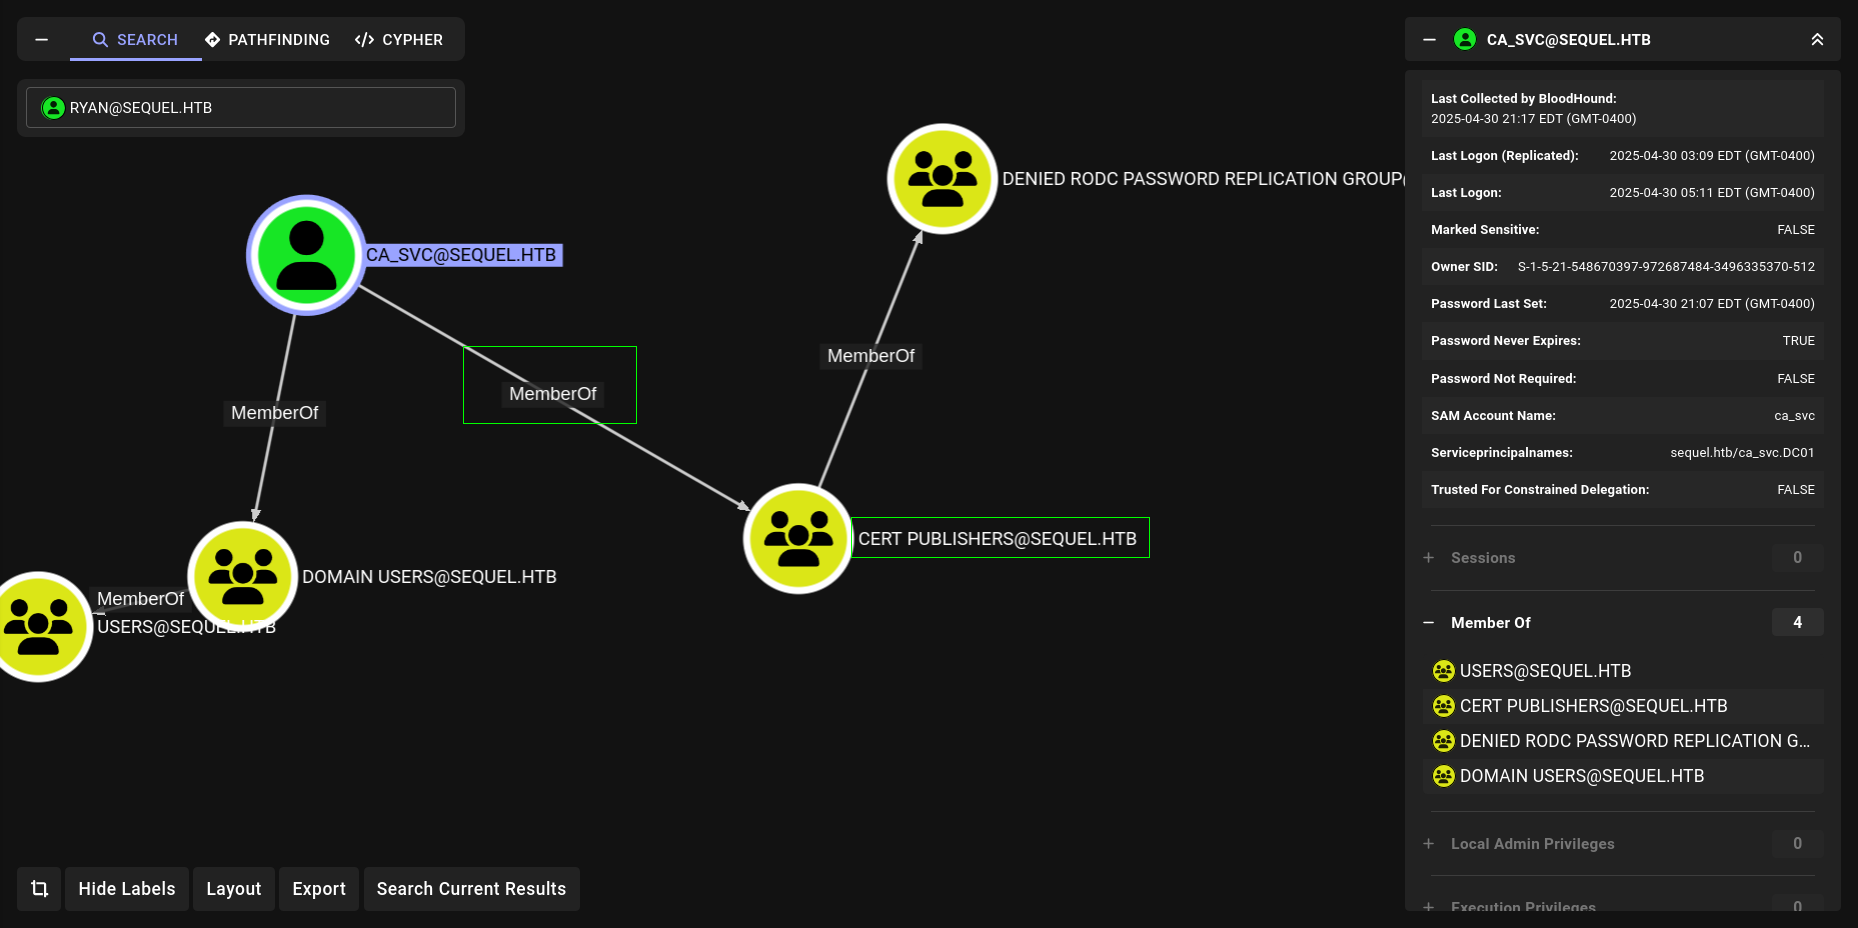 SEARCH
PATHFINDING
CYPHER
RYAN@SEQUEL.HTB
DENIED RODC PASSWORD REPLICATION GROUP@
CA_SVC@SEQUEL.HTB
MemberOf
MemberOf
MemberOf
CERT PUBLISHERS@SEQUEL.HTB
DOMAIN USERS@SEQUEL.HTB
MemberOf
USERS@SEQUEL.HTB
Hide Labels
Layout
Export
Search Current Results
CA_SVC@SEQUEL.HTB
Last Collected by BloodHound:
2025-04-30 21:17 EDT (GMT-0400)
Last Logon (Replicated): 2025-04-30 03:09 EDT (GMT-0400)
Last Logon: 2025-04-30 05:11 EDT (GMT-0400)
Marked Sensitive: FALSE
Owner SID: S-1-5-21-548670397-972687484-3496335370-512
Password Last Set: 2025-04-30 21:07 EDT (GMT-0400)
Password Never Expires: TRUE
Password Not Required: FALSE
SAM Account Name: ca_svc
Serviceprincipalnames: sequel.htb/ca_svc.DC01
Trusted For Constrained Delegation: FALSE
Sessions 0
Member Of 4
USERS@SEQUEL.HTB
CERT PUBLISHERS@SEQUEL.HTB
DENIED RODC PASSWORD REPLICATION G...
DOMAIN USERS@SEQUEL.HTB
Local Admin Privileges 0
Execution Privileges 0